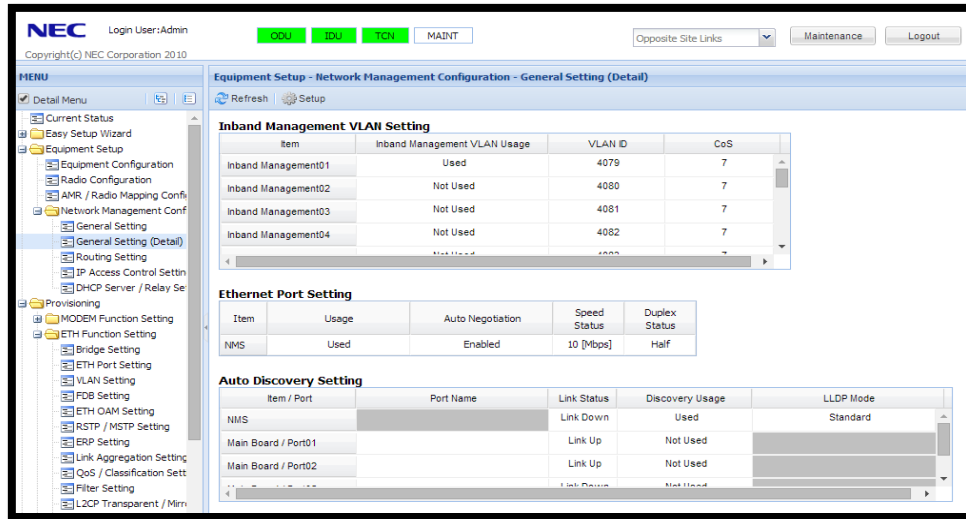 NEC Login User:Admin ODU IDU TCN MAINT Opposite Site Links Maintenance Logout
Copyright(c) NEC Corporation 2010
MENU
Detail Menu
Current Status
Easy Setup Wizard
Equipment Setup
Equipment Configuration
Radio Configuration
AMR / Radio Mapping Confi
Network Management Conf
General Setting
General Setting (Detail)
Routing Setting
IP Access Control Settin
DHCP Server / Relay Se
Provisioning
MODEM Function Setting
ETH Function Setting
Bridge Setting
ETH Port Setting
VLAN Setting
FDB Setting
ETH OAM Setting
RSTP / MSTP Setting
ERP Setting
Link Aggregation Setting
QoS / Classification Sett
Filter Setting
L2CP Transparent / Mirr
Equipment Setup - Network Management Configuration - General Setting (Detail)
Refresh Setup
Inband Management VLAN Setting
Item Inband Management VLAN Usage VLAN ID CoS
Inband Management01 Used 4079 7
Inband Management02 Not Used 4080 7
Inband Management03 Not Used 4081 7
Inband Management04 Not Used 4082 7
Ethernet Port Setting
Item Usage Auto Negotiation Speed Status Duplex Status
NMS Used Enabled 10 [Mbps] Half
Auto Discovery Setting
Item / Port Port Name Link Status Discovery Usage LLDP Mode
NMS Link Down Used Standard
Main Board / Port01 Link Up Not Used
Main Board / Port02 Link Up Not Used
Link Down Not Used